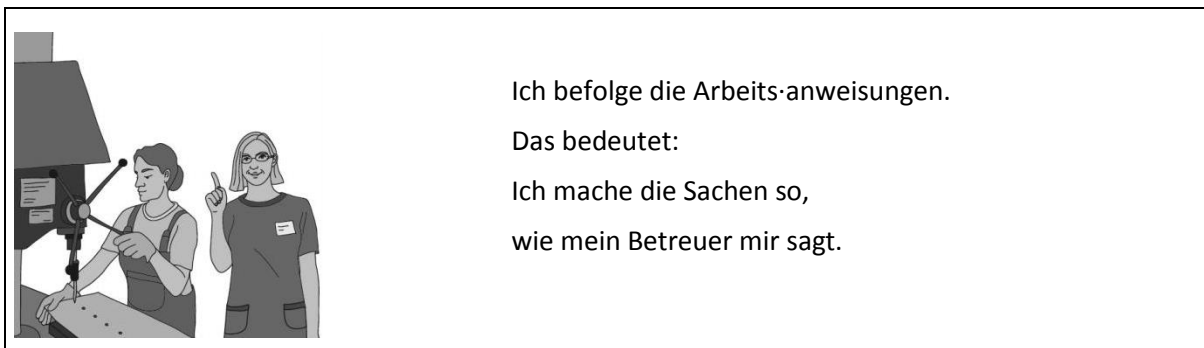 Ich befolge die Arbeits·anweisungen.
Das bedeutet:
Ich mache die Sachen so,
wie mein Betreuer mir sagt.